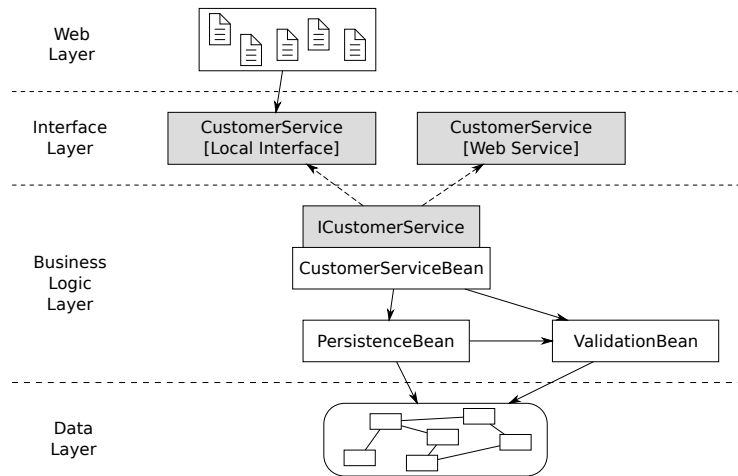 Web
Layer
Interface
Layer
CustomerService
[Local Interface]
CustomerService
[Web Service]
Business
Logic
Layer
ICustomerService
CustomerServiceBean
PersistenceBean
ValidationBean
Data
Layer